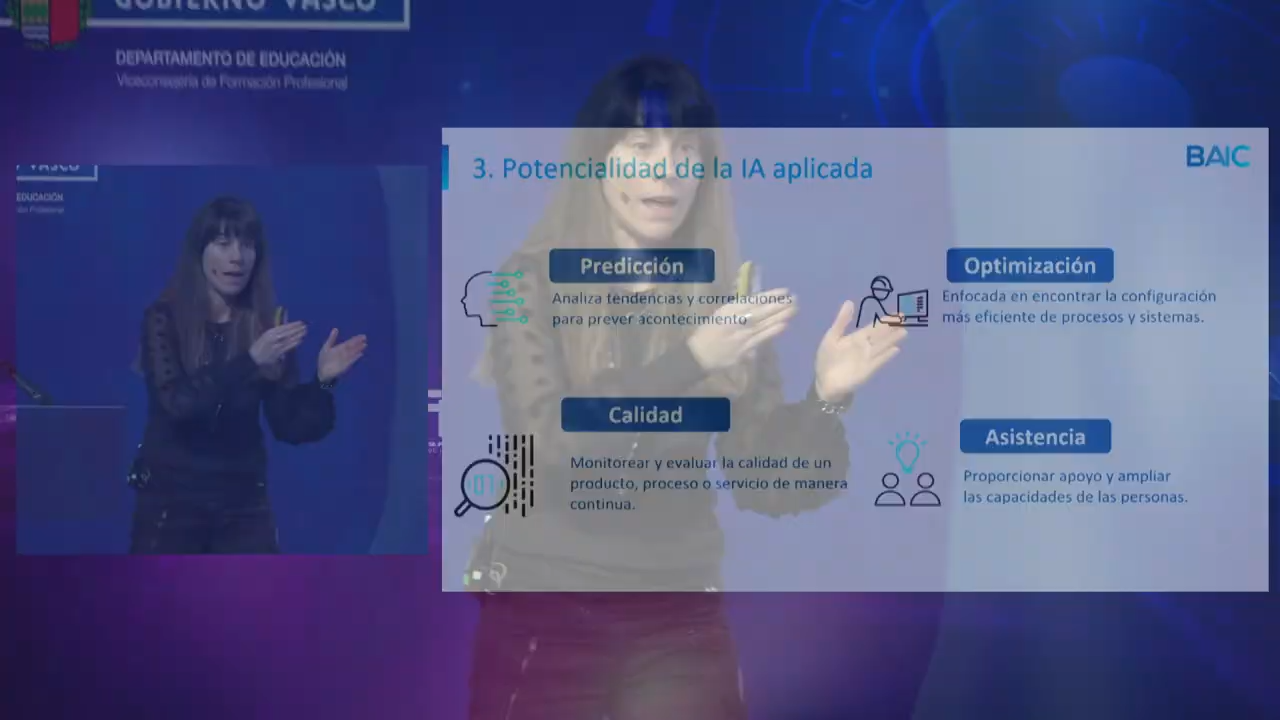 GOBIERNO VASCO
DEPARTAMENTO DE EDUCACIÓN
Viceconsejería de Formación Profesional
VASCO
EDUCACIÓN
3. Potencialidad de la IA aplicada
BAIC
Predicción
Analiza tendencias y correlaciones
para prever acontecimiento
Optimización
Enfocada en encontrar la configuración
más eficiente de procesos y sistemas.
Calidad
Monitorear y evaluar la calidad de un
producto, proceso o servicio de manera
continua.
01
Asistencia
Proporcionar apoyo y ampliar
las capacidades de las personas.